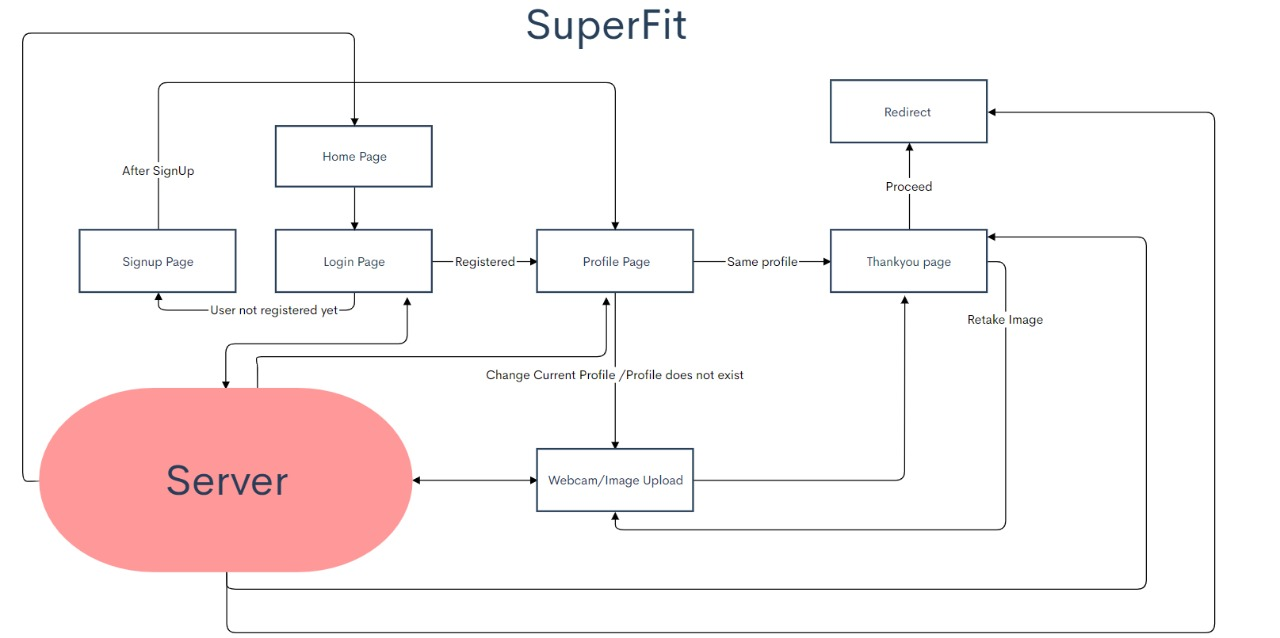 SuperFit
Redirect
Home Page
After SignUp
Proceed
Signup Page
Login Page
Registered
Profile Page
Same profile
Thankyou page
User not registered yet
Retake Image
Change Current Profile /Profile does not exist
Server
Webcam/Image Upload